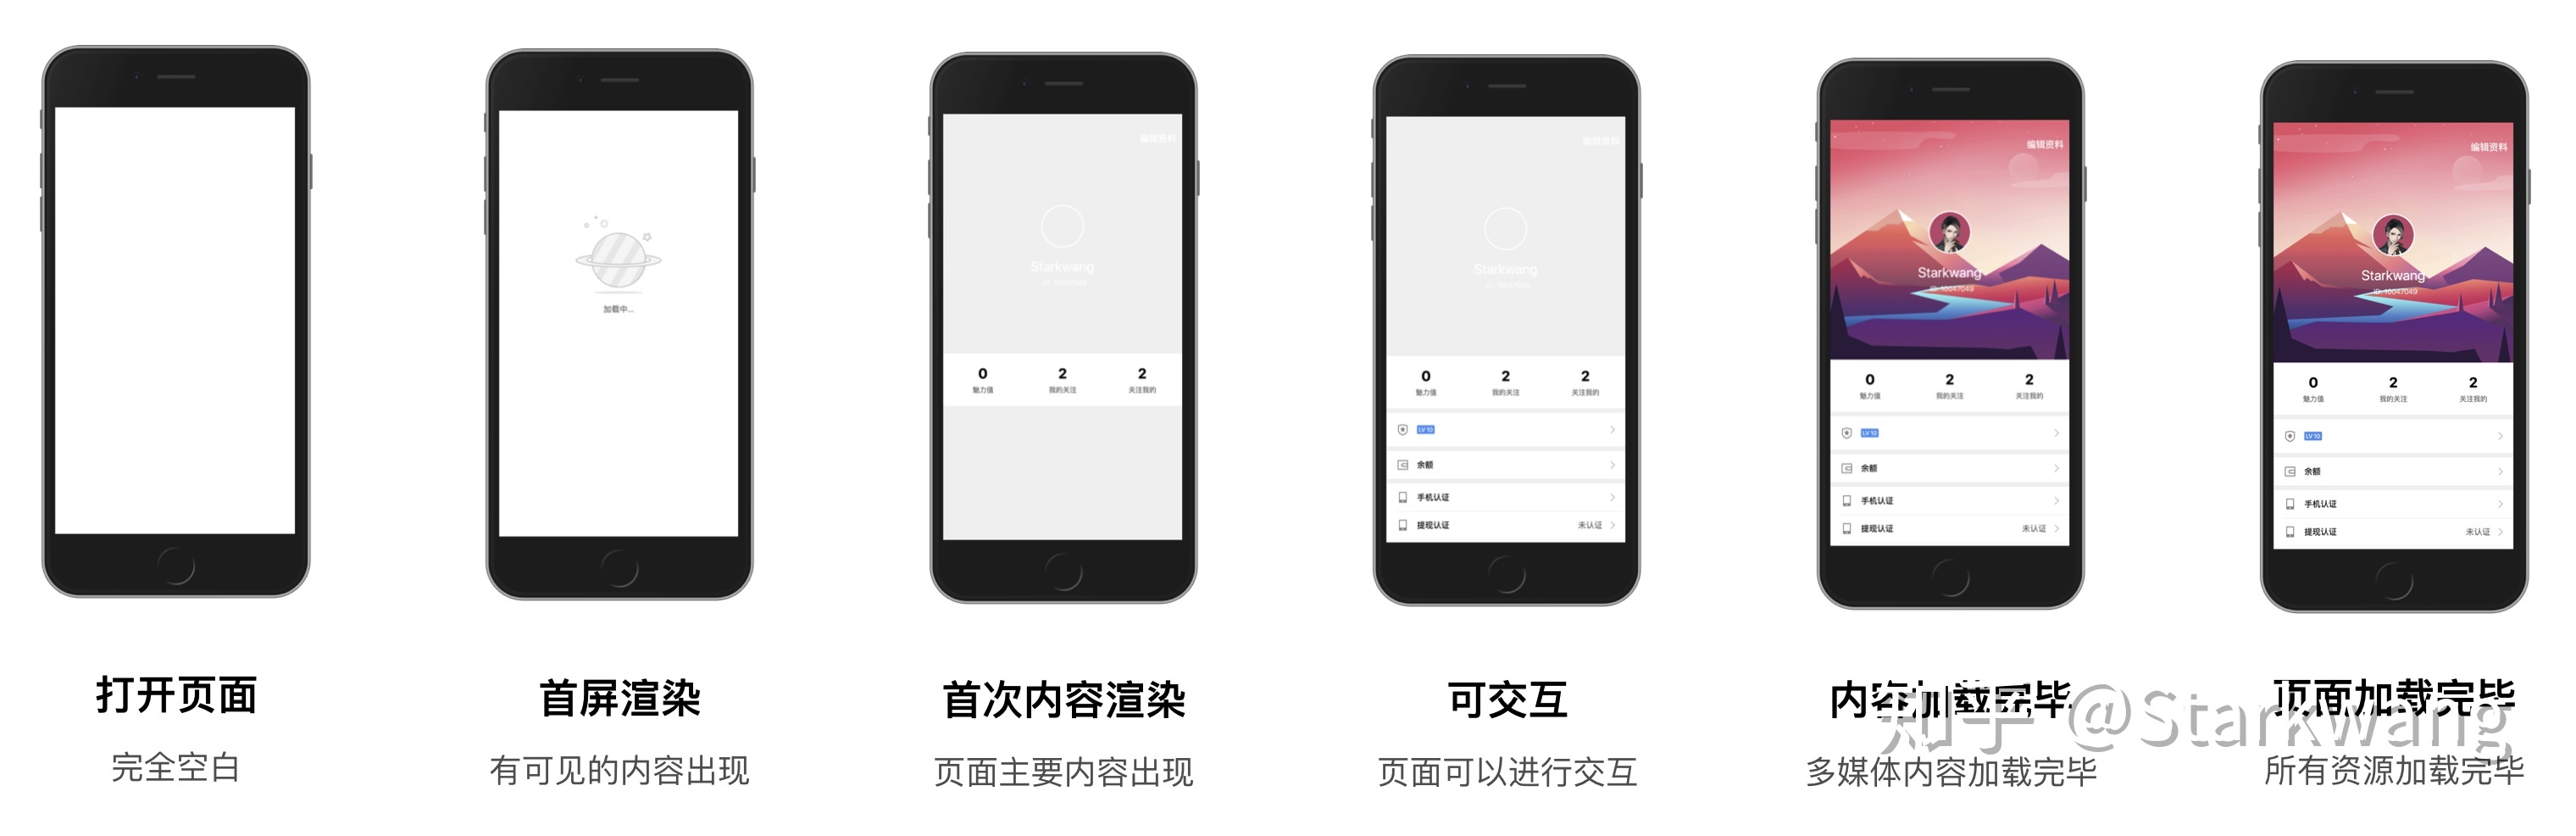 加载中...
编辑资料
Starkwang
ID: 10047049
0 2 2
魅力值 我的关注 关注我的
编辑资料
Starkwang
ID: 10047049
0 2 2
魅力值 我的关注 关注我的
LV 10
余额
手机认证
提现认证 未认证
编辑资料
Starkwang
ID: 10047049
0 2 2
魅力值 我的关注 关注我的
LV 10
余额
手机认证
提现认证 未认证
编辑资料
Starkwang
ID: 10047049
0 2 2
魅力值 我的关注 关注我的
LV 10
余额
手机认证
提现认证 未认证
打开页面 首屏渲染 首次内容渲染 可交互 内容加载完毕 页面加载完毕
完全空白 有可见的内容出现 页面主要内容出现 页面可以进行交互 多媒体内容加载完毕 所有资源加载完毕
知乎 @Starkwang